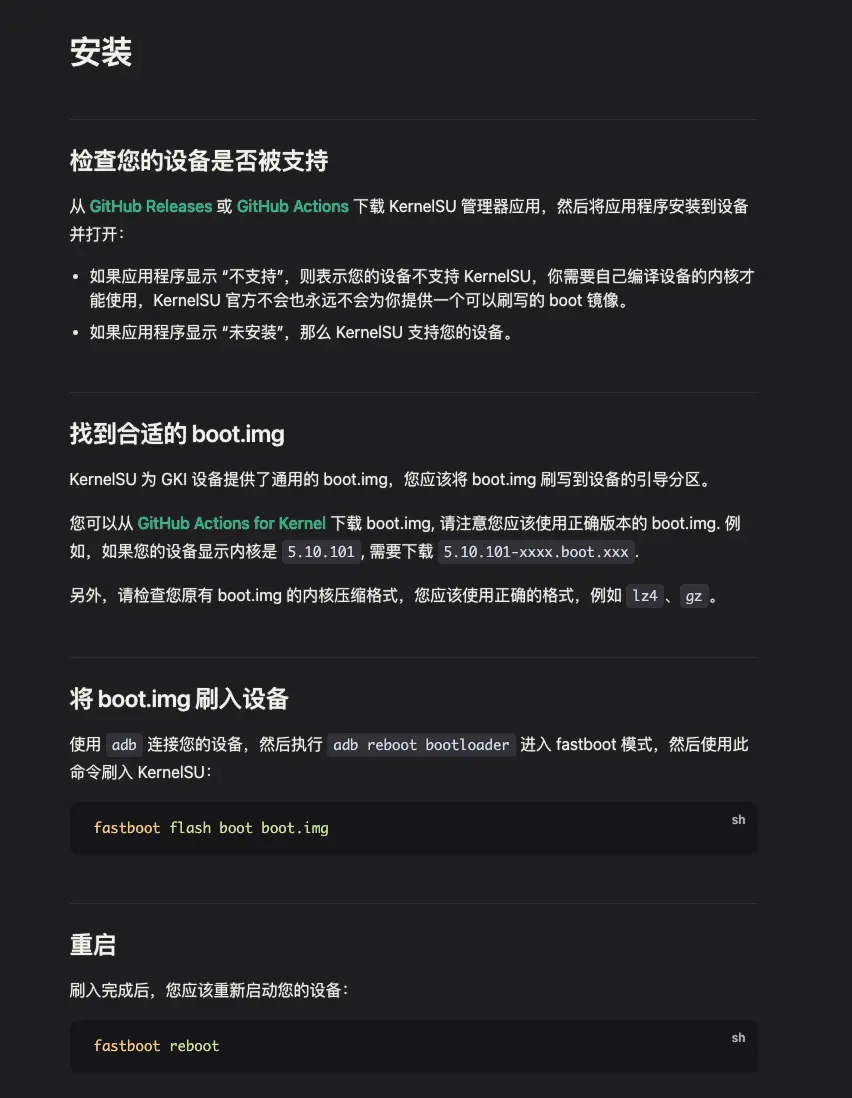 安装
检查您的设备是否被支持
从 GitHub Releases 或 GitHub Actions 下载 KernelSU 管理器应用，然后将应用程序安装到设备
并打开：
• 如果应用程序显示 “不支持”，则表示您的设备不支持 KernelSU，你需要自己编译设备的内核才
能使用，KernelSU 官方不会也永远不会为你提供一个可以刷写的 boot 镜像。
• 如果应用程序显示 “未安装”，那么 KernelSU 支持您的设备。
找到合适的 boot.img
KernelSU 为 GKI 设备提供了通用的 boot.img，您应该将 boot.img 刷写到设备的引导分区。
您可以从 GitHub Actions for Kernel 下载 boot.img, 请注意您应该使用正确版本的 boot.img. 例
如，如果您的设备显示内核是 5.10.101 , 需要下载 5.10.101-xxxx.boot.xxx .
另外，请检查您原有 boot.img 的内核压缩格式，您应该使用正确的格式，例如 lz4 、 gz 。
将 boot.img 刷入设备
使用 adb 连接您的设备，然后执行 adb reboot bootloader 进入 fastboot 模式，然后使用此
命令刷入 KernelSU：
sh
fastboot flash boot boot.img
重启
刷入完成后，您应该重新启动您的设备：
sh
fastboot reboot